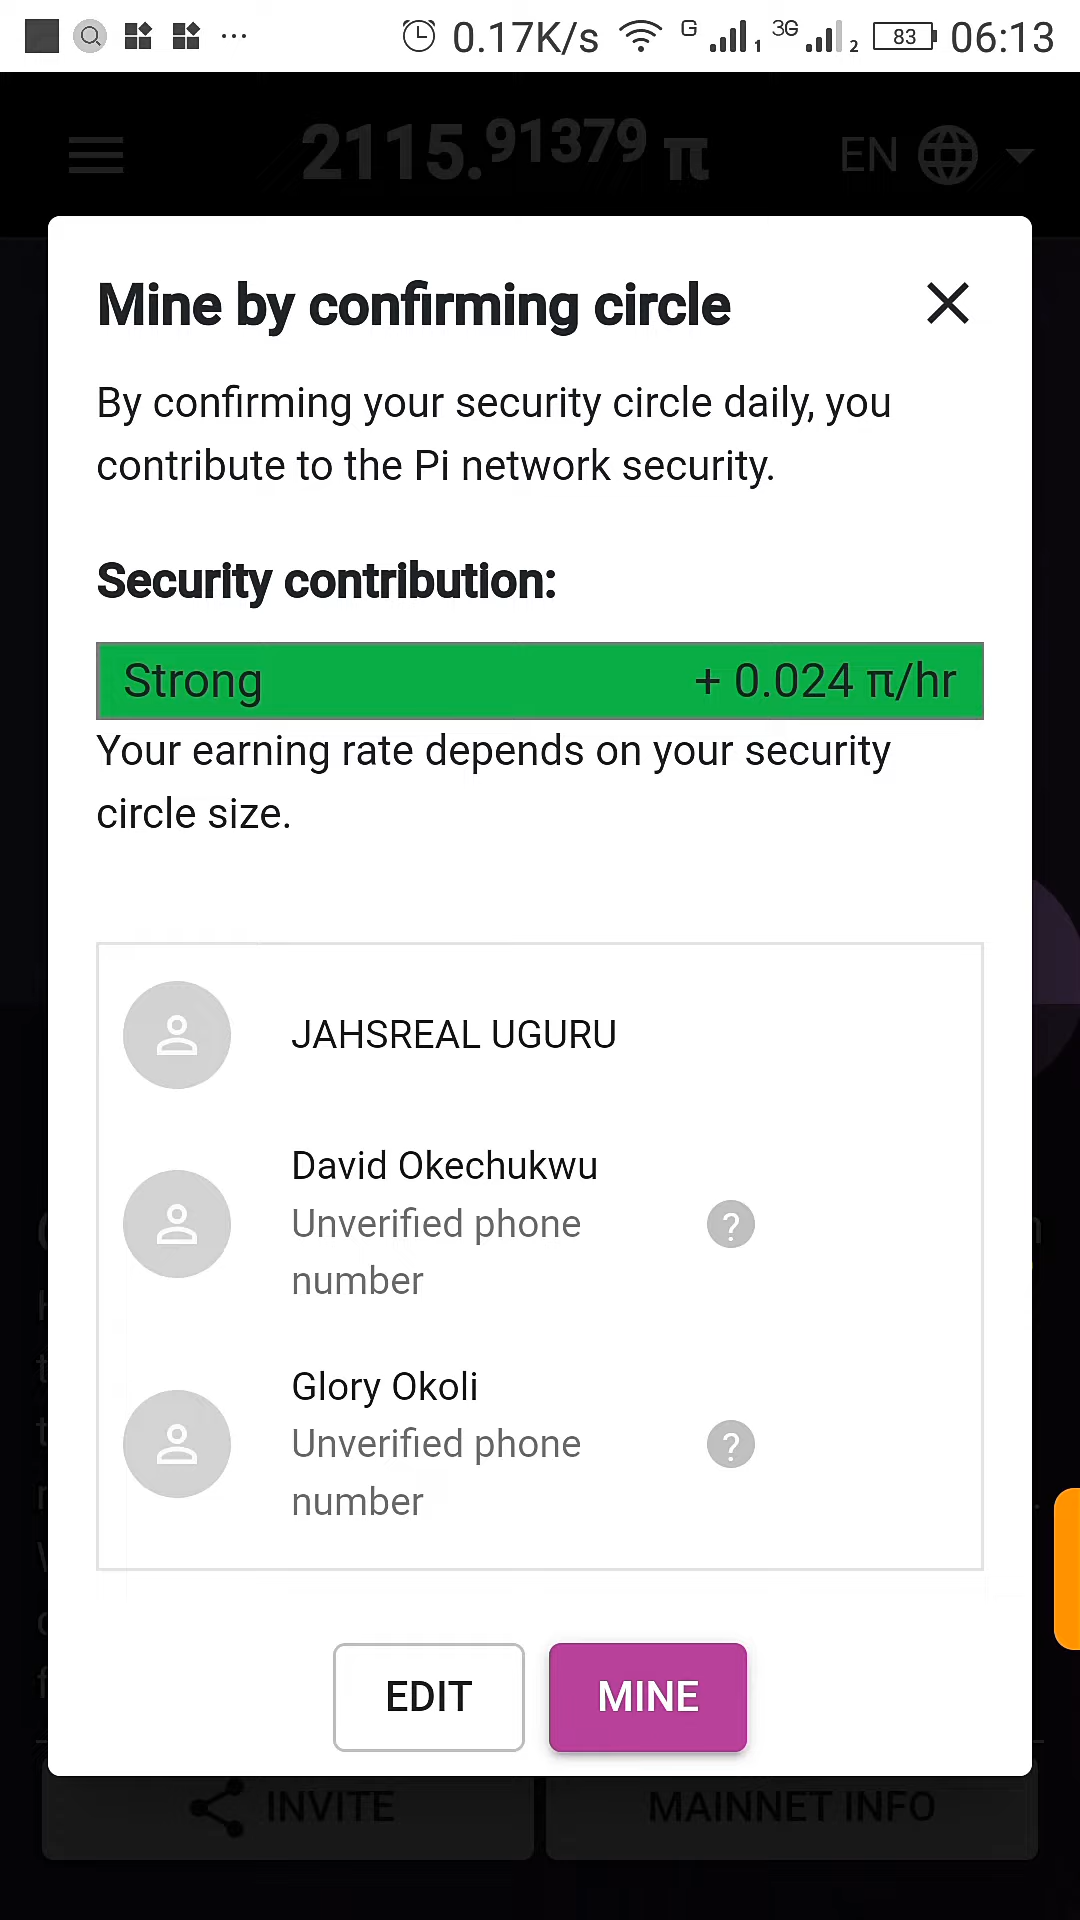 0.17K/s G 1 3G 2 83 06:13
2115.91379 π EN
Mine by confirming circle
By confirming your security circle daily, you
contribute to the Pi network security.
Security contribution:
Strong + 0.024 π/hr
Your earning rate depends on your security
circle size.
JAHSREAL UGURU
David Okechukwu
Unverified phone
number
?
Glory Okoli
Unverified phone
number
?
EDIT MINE
INVITE MAINNET INFO